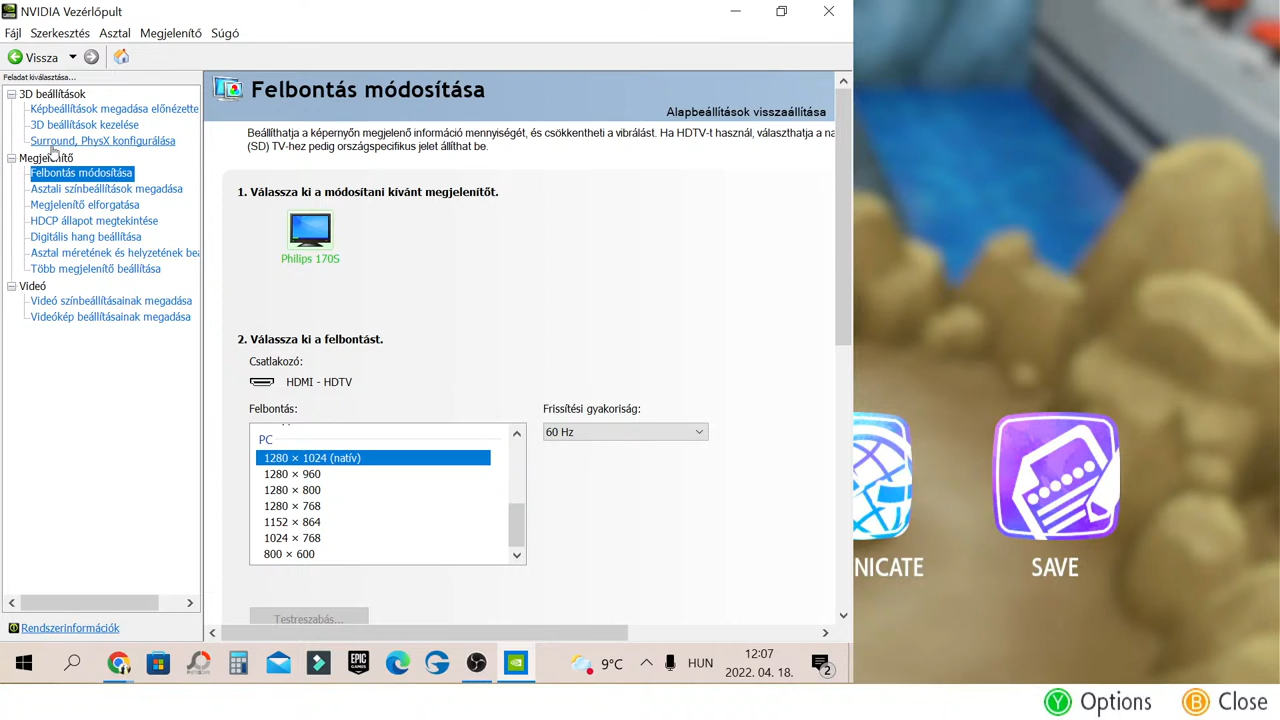 NVIDIA Vezérlőpult
Fájl Szerkesztés Asztal Megjelenítő Súgó
Vissza
Feladat kiválasztása...
3D beállítások
Képbeállítások megadása előnézette
3D beállítások kezelése
Surround, PhysX konfigurálása
Megjelenítő
Felbontás módosítása
Asztali színbeállítások megadása
Megjelenítő elforgatása
HDCP állapot megtekintése
Digitális hang beállítása
Asztal méretének és helyzetének bea
Több megjelenítő beállítása
Videó
Videó színbeállításainak megadása
Videókép beállításainak megadása
Rendszerinformációk
Felbontás módosítása
Alapbeállítások visszaállítása
Beállíthatja a képernyőn megjelenő információ mennyiségét, és csökkentheti a vibrálást. Ha HDTV-t használ, választhatja a na
(SD) TV-hez pedig országspecifikus jelet állíthat be.
1. Válassza ki a módosítani kívánt megjelenítőt.
Philips 170S
2. Válassza ki a felbontást.
Csatlakozó:
HDMI - HDTV
Felbontás:
Frissítési gyakoriság:
60 Hz
PC
1280 × 1024 (natív)
1280 × 960
1280 × 800
1280 × 768
1152 × 864
1024 × 768
800 × 600
Testreszabás...
NICATE
SAVE
EPIC GAMES
9°C
HUN
12:07
2022. 04. 18.
2
Y Options
B Close